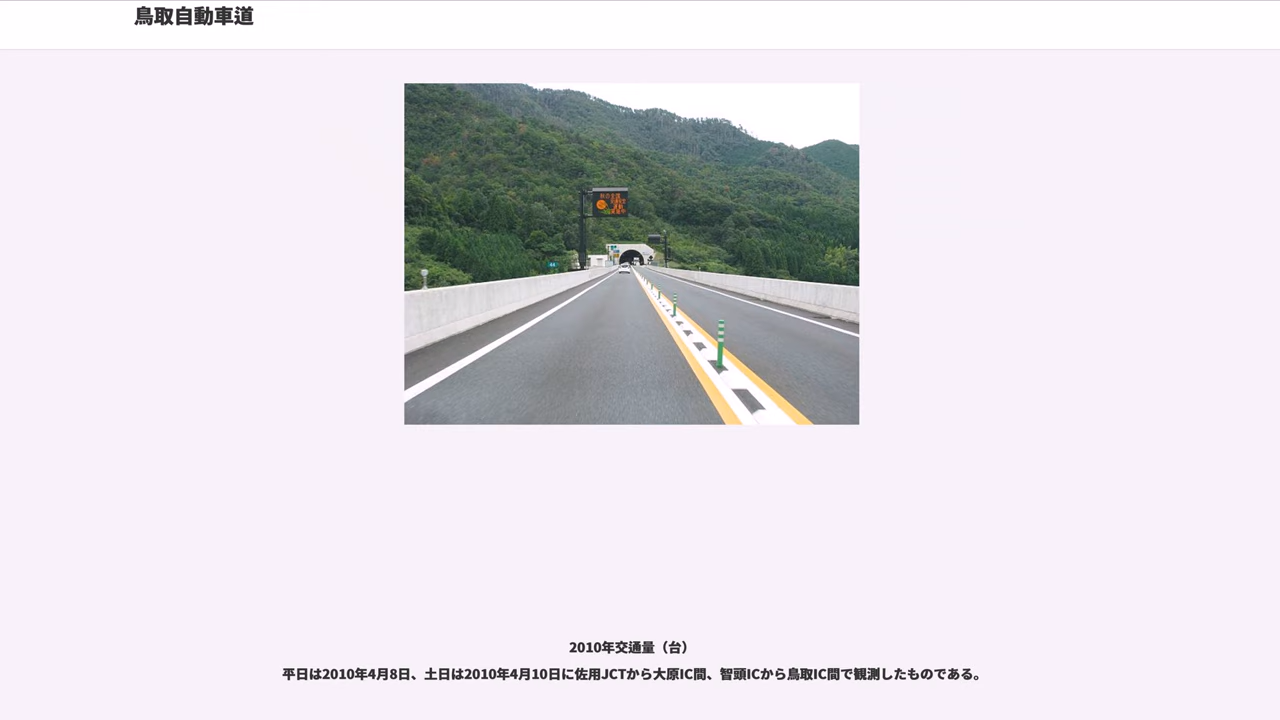 鳥取自動車道
2010年交通量（台）
平日は2010年4月8日、土日は2010年4月10日に佐用JCTから大原IC間、智頭ICから鳥取IC間で観測したものである。